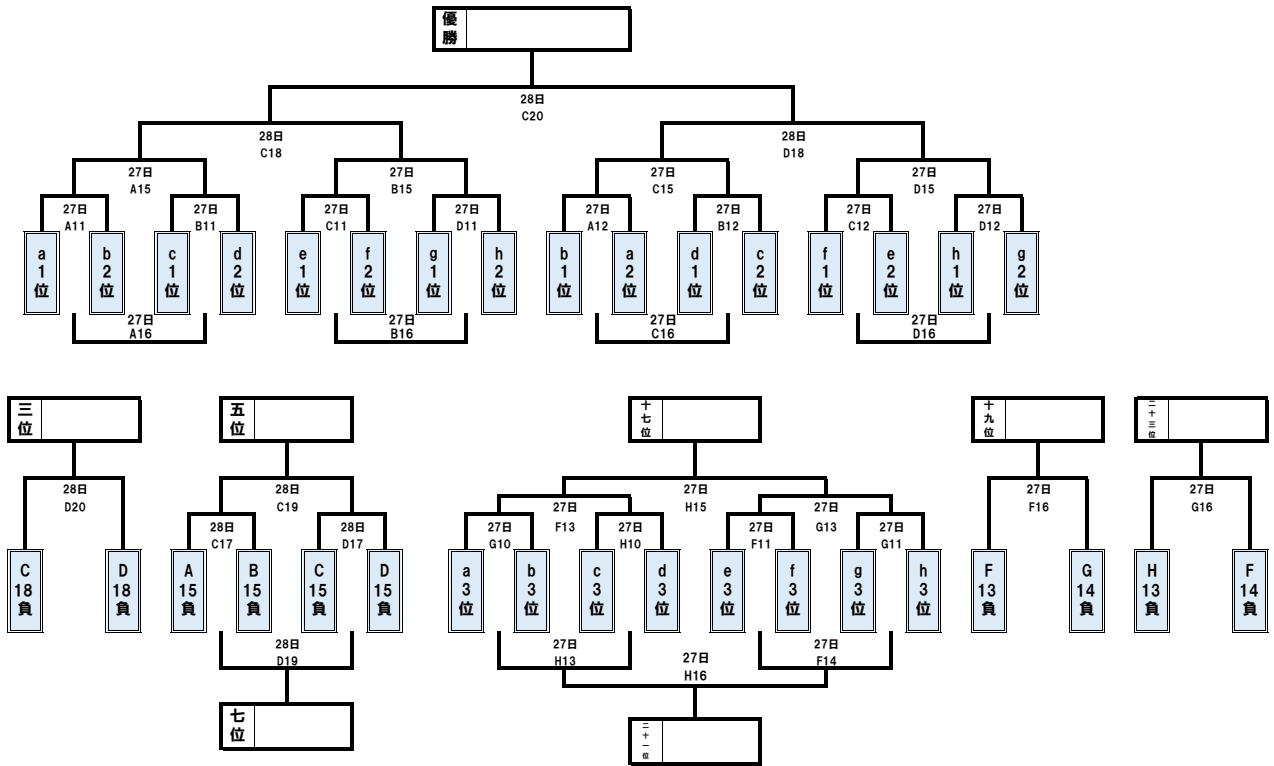 優勝
28日
C20
28日
C18
28日
D18
27日
A15
27日
B15
27日
C15
27日
D15
27日
A11
27日
B11
27日
C11
27日
D11
27日
A12
27日
B12
27日
C12
27日
D12
a1位
b2位
c1位
d2位
e1位
f2位
g1位
h2位
b1位
a2位
d1位
c2位
f1位
e2位
h1位
g2位
27日
A16
27日
B16
27日
C16
27日
D16
三位
五位
十七位
十九位
二十三位
28日
D20
28日
C19
27日
H15
27日
F16
27日
G16
28日
C17
28日
D17
27日
F13
27日
G13
27日
G10
27日
H10
27日
F11
27日
G11
C18負
D18負
A15負
B15負
C15負
D15負
a3位
b3位
c3位
d3位
e3位
f3位
g3位
h3位
F13負
G14負
H13負
F14負
28日
D19
27日
H13
27日
F14
27日
H16
七位
二十一位